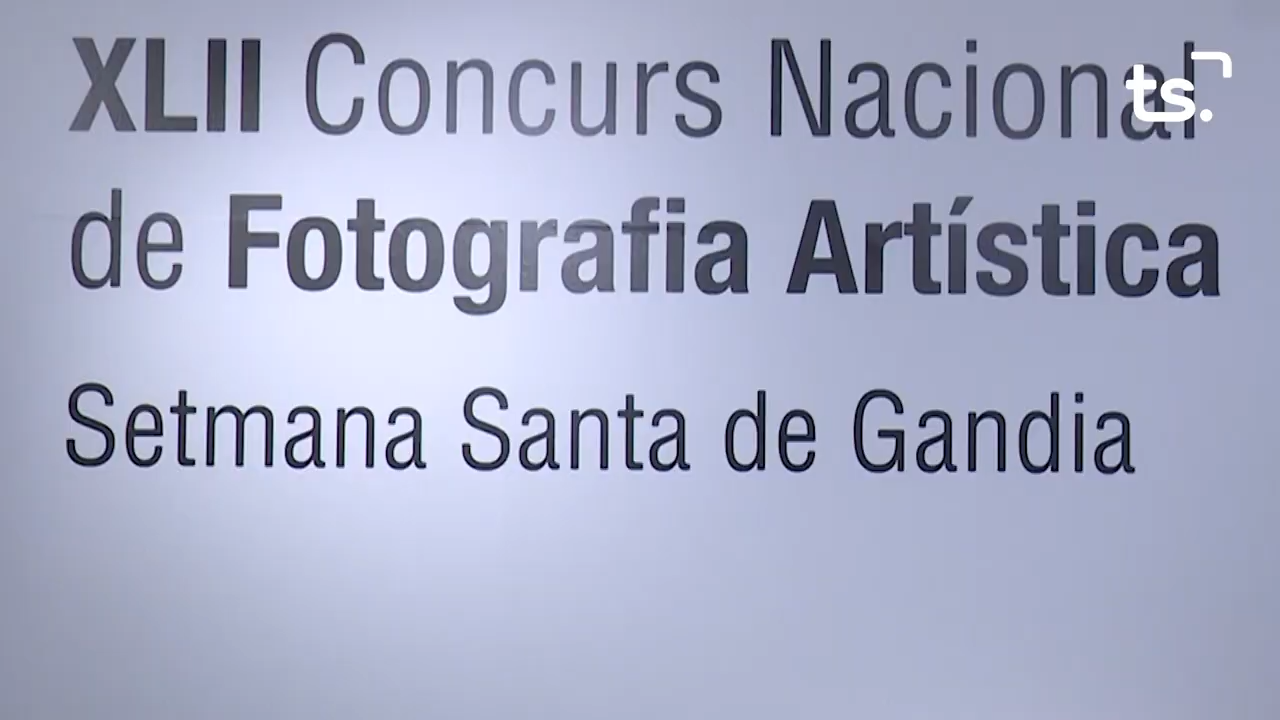 XLII Concurs Nacional
de Fotografia Artística
Setmana Santa de Gandia
ts.